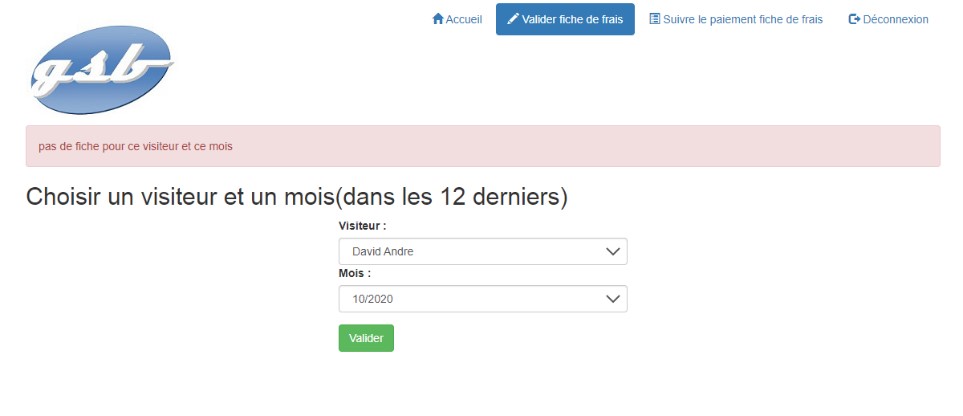 Accueil Valider fiche de frais Suivre le paiement fiche de frais Déconnexion
gsb
pas de fiche pour ce visiteur et ce mois
Choisir un visiteur et un mois(dans les 12 derniers)
Visiteur :
David Andre
Mois :
10/2020
Valider